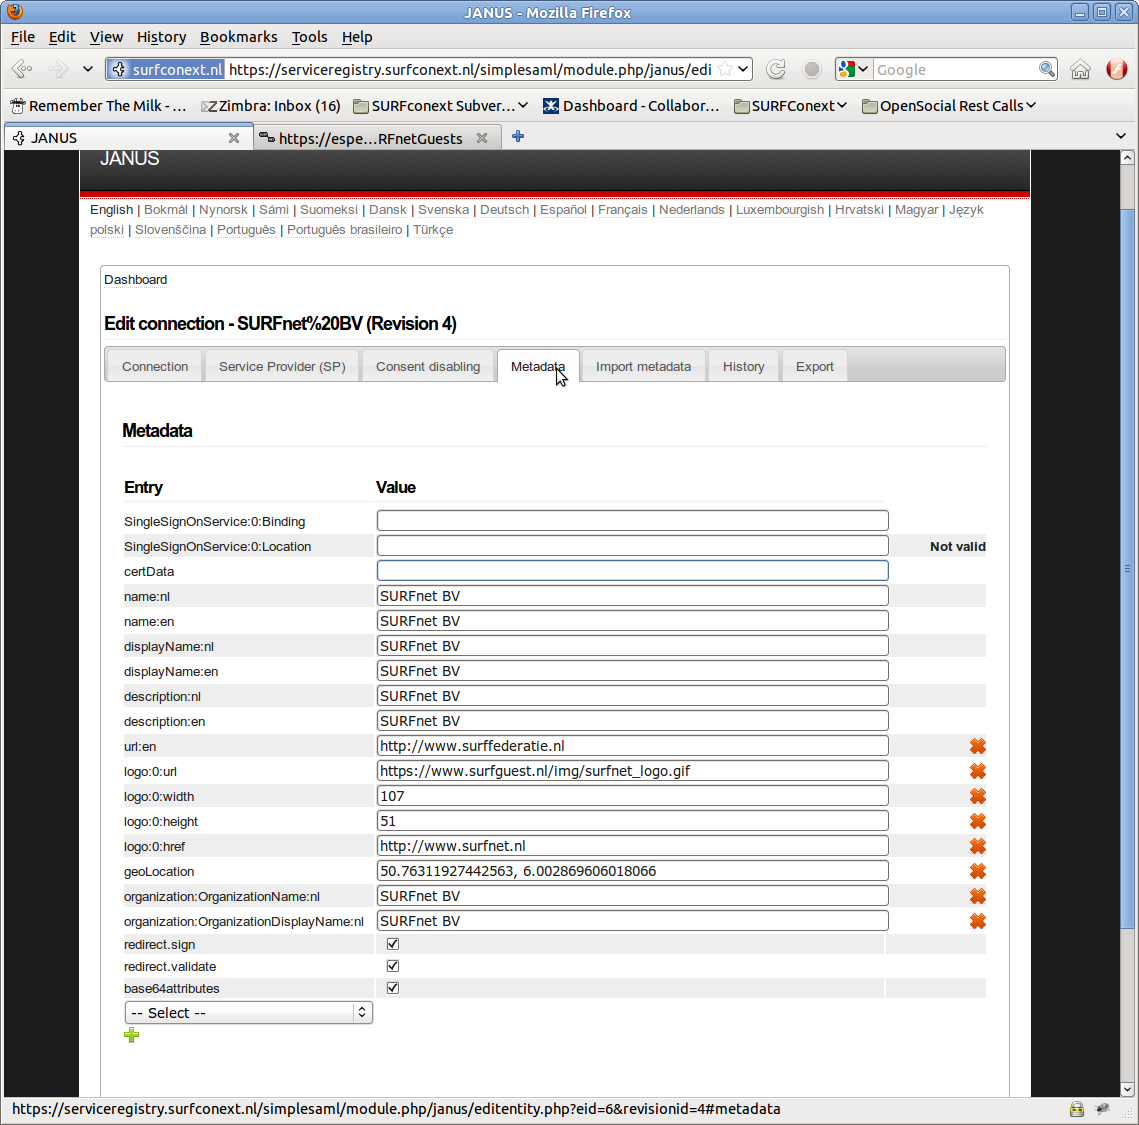 JANUS - Mozilla Firefox
File Edit View History Bookmarks Tools Help
surfconext.nl https://serviceregistry.surfconext.nl/simplesaml/module.php/janus/edi Google
Remember The Milk - ... Zimbra: Inbox (16) SURFconext Subver... Dashboard - Collabor... SURFConext OpenSocial Rest Calls
JANUS https://espe...RFnetGuests
JANUS
English | Bokmål | Nynorsk | Sámi | Suomeksi | Dansk | Svenska | Deutsch | Español | Français | Nederlands | Luxembourgish | Hrvatski | Magyar | Język
polski | Slovenščina | Português | Português brasileiro | Türkçe
Dashboard
Edit connection - SURFnet%20BV (Revision 4)
Connection Service Provider (SP) Consent disabling Metadata Import metadata History Export
Metadata
Entry Value
SingleSignOnService:0:Binding
SingleSignOnService:0:Location Not valid
certData
name:nl SURFnet BV
name:en SURFnet BV
displayName:nl SURFnet BV
displayName:en SURFnet BV
description:nl SURFnet BV
description:en SURFnet BV
url:en http://www.surffederatie.nl
logo:0:url https://www.surfguest.nl/img/surfnet_logo.gif
logo:0:width 107
logo:0:height 51
logo:0:href http://www.surfnet.nl
geoLocation 50.76311927442563, 6.002869606018066
organization:OrganizationName:nl SURFnet BV
organization:OrganizationDisplayName:nl SURFnet BV
redirect.sign
redirect.validate
base64attributes
-- Select --
https://serviceregistry.surfconext.nl/simplesaml/module.php/janus/editentity.php?eid=6&revisionid=4#metadata